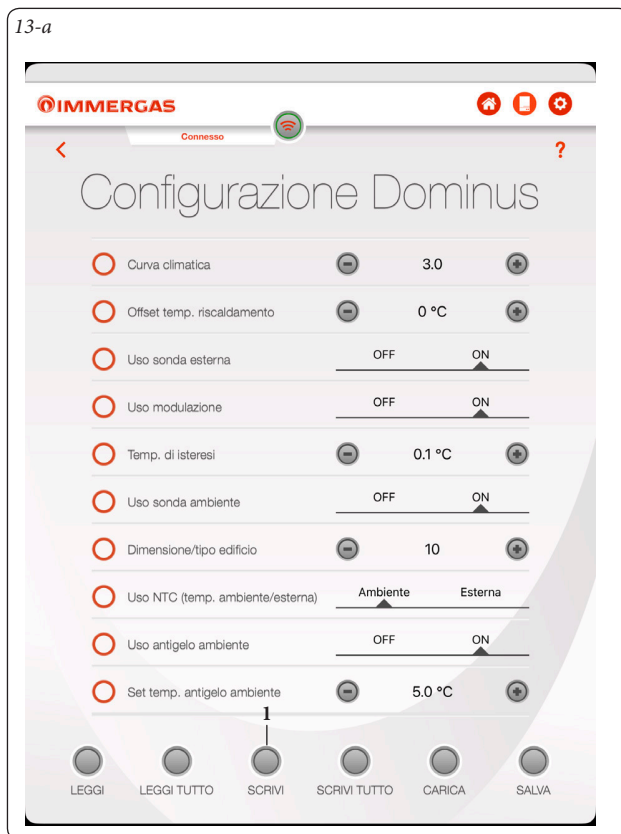 13-a
IMMERGAS
Connesso
?
Configurazione Dominus
Curva climatica 3.0
Offset temp. riscaldamento 0 °C
Uso sonda esterna OFF ON
Uso modulazione OFF ON
Temp. di isteresi 0.1 °C
Uso sonda ambiente OFF ON
Dimensione/tipo edificio 10
Uso NTC (temp. ambiente/esterna) Ambiente Esterna
Uso antigelo ambiente OFF ON
Set temp. antigelo ambiente 5.0 °C
1
LEGGI LEGGI TUTTO SCRIVI SCRIVI TUTTO CARICA SALVA